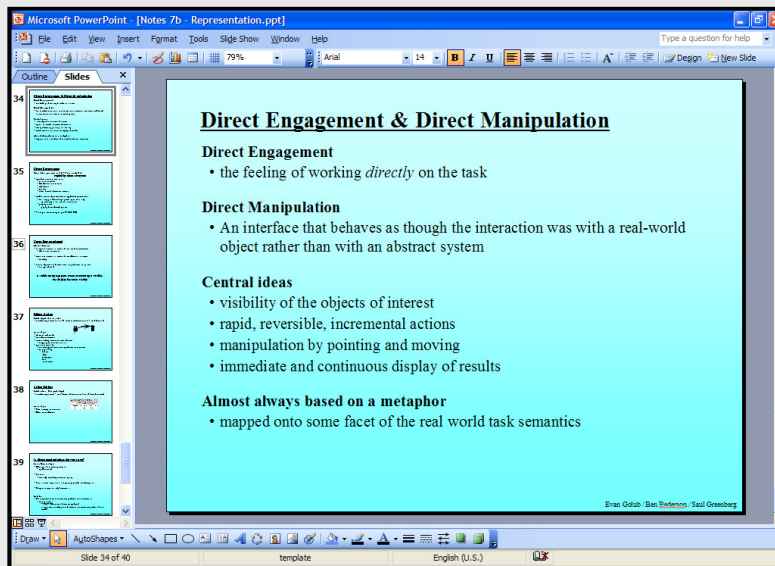 Microsoft PowerPoint - [Notes 7b - Representation.ppt]
File Edit View Insert Format Tools Slide Show Window Help
Type a question for help
79%
Arial
14
B I U
Design
New Slide
Outline
Slides
34
35
36
37
38
39
Direct Engagement & Direct Manipulation
Direct Engagement
• the feeling of working directly on the task
Direct Manipulation
• An interface that behaves as though the interaction was with a real-world
object rather than with an abstract system
Central ideas
• visibility of the objects of interest
• rapid, reversible, incremental actions
• manipulation by pointing and moving
• immediate and continuous display of results
Almost always based on a metaphor
• mapped onto some facet of the real world task semantics
Evan Golub / Ben Bederson / Saul Greenberg
Draw
AutoShapes
Slide 34 of 40
template
English (U.S.)